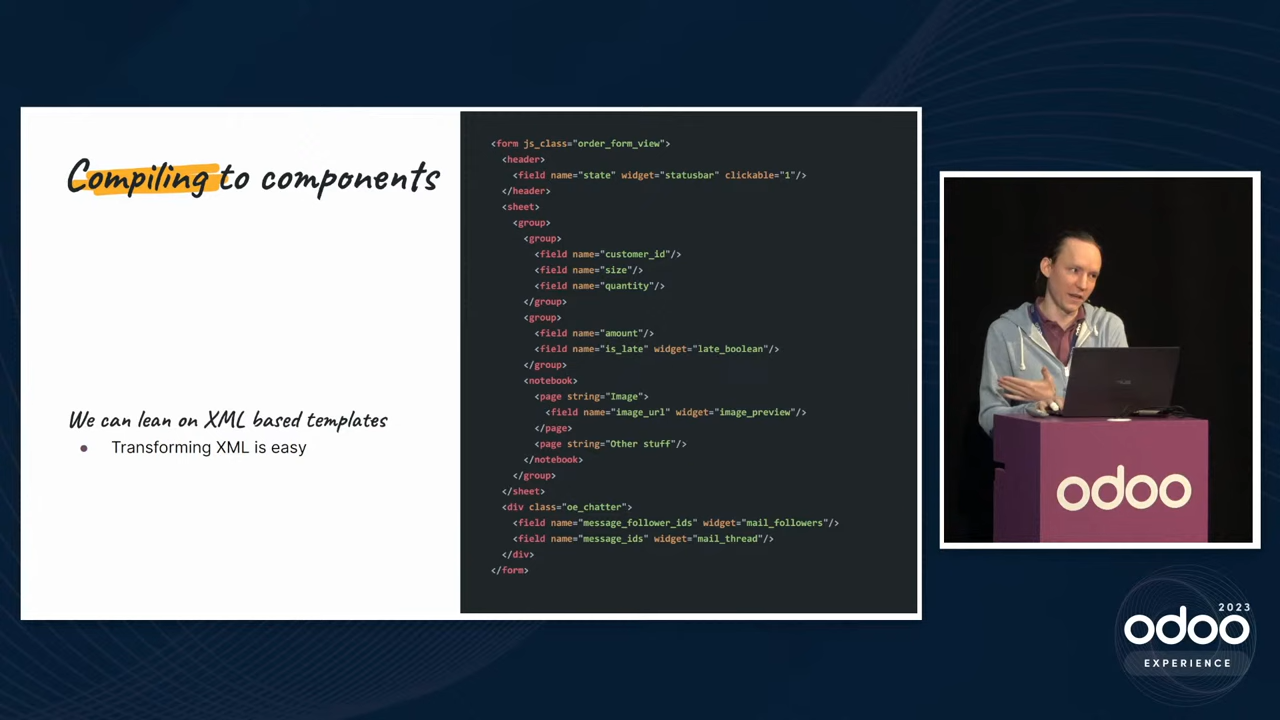 Compiling to components
We can lean on XML based templates
● Transforming XML is easy
<form js_class="order_form_view">
<header>
<field name="state" widget="statusbar" clickable="1"/>
</header>
<sheet>
<group>
<group>
<field name="customer_id"/>
<field name="size"/>
<field name="quantity"/>
</group>
<group>
<field name="amount"/>
<field name="is_late" widget="late_boolean"/>
</group>
<notebook>
<page string="Image">
<field name="image_url" widget="image_preview"/>
</page>
<page string="Other stuff"/>
</notebook>
</group>
</sheet>
<div class="oe_chatter">
<field name="message_follower_ids" widget="mail_followers"/>
<field name="message_ids" widget="mail_thread"/>
</div>
</form>
odoo
2023
odoo
EXPERIENCE